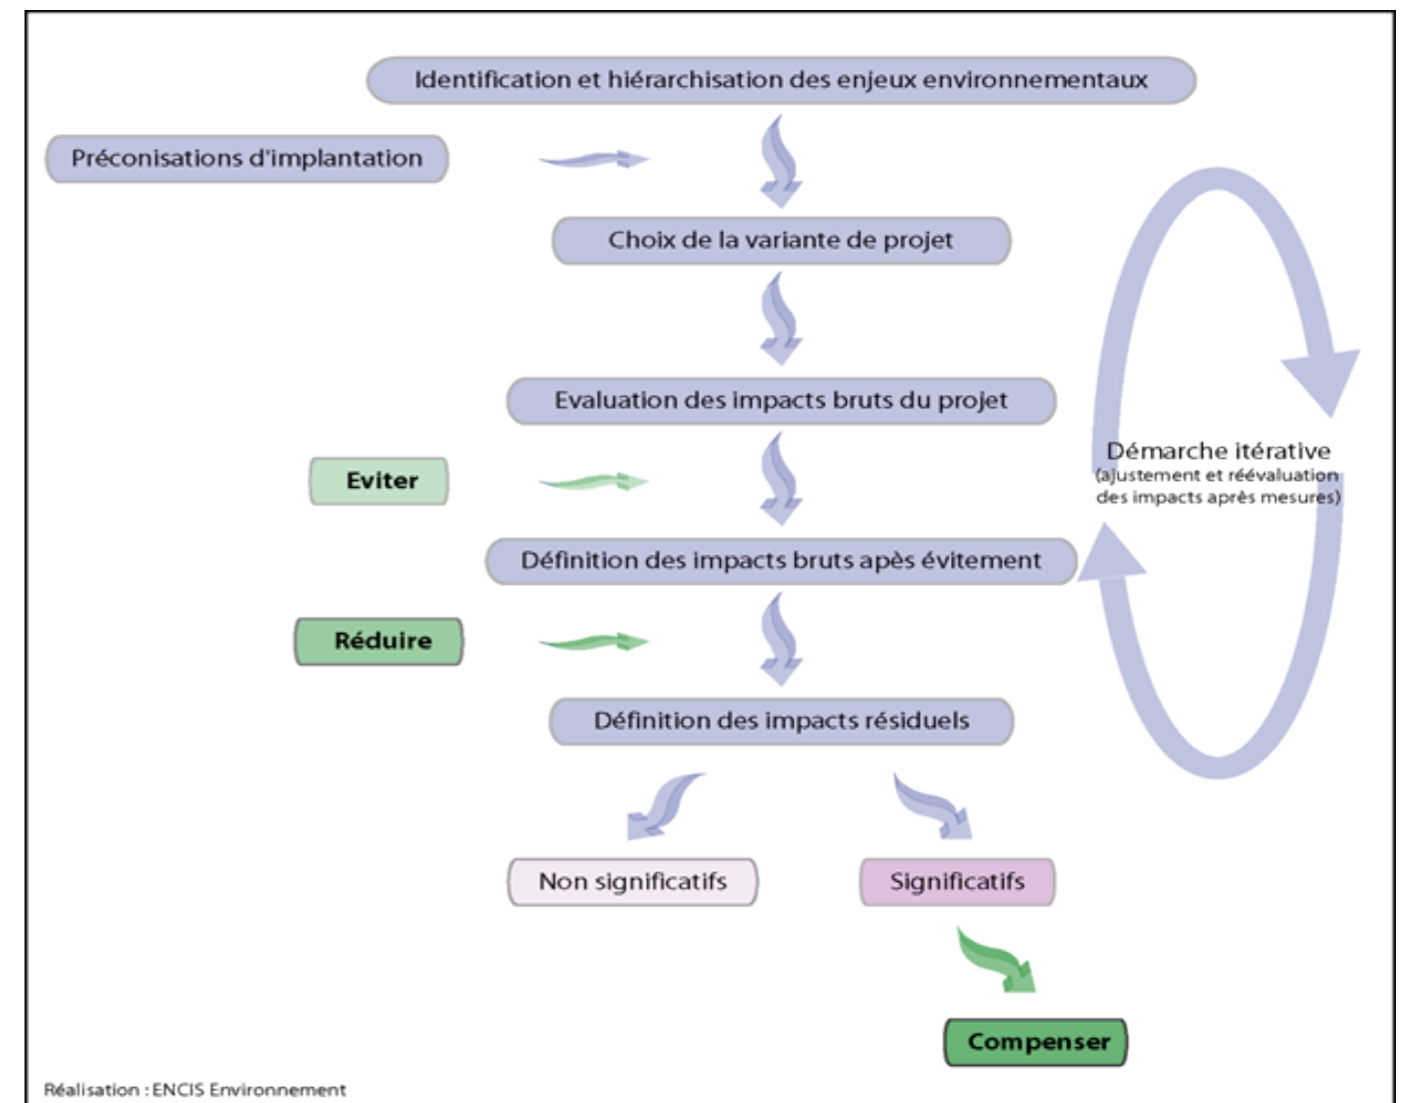 Identification et hiérarchisation des enjeux environnementaux
Préconisations d'implantation
Choix de la variante de projet
Evaluation des impacts bruts du projet
Démarche itérative
(ajustement et réévaluation
des impacts après mesures)
Eviter
Définition des impacts bruts apès évitement
Réduire
Définition des impacts résiduels
Non significatifs
Significatifs
Compenser
Réalisation : ENCIS Environnement